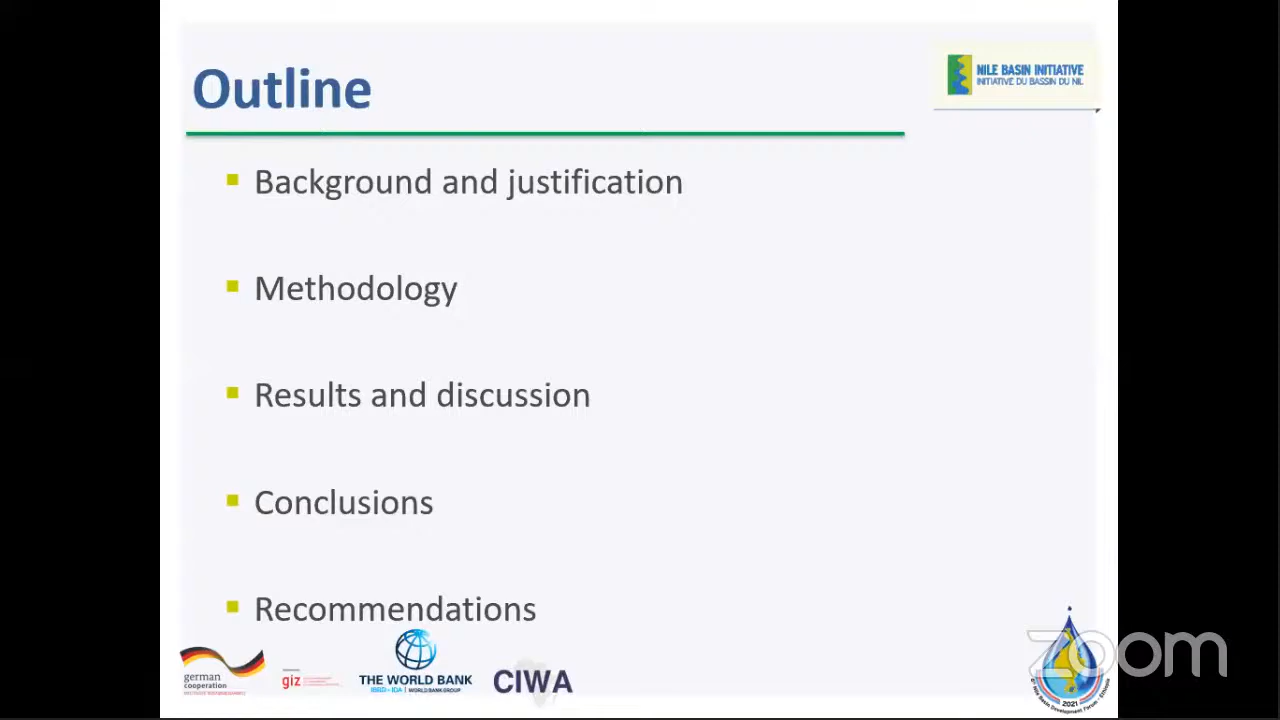 Outline
NILE BASIN INITIATIVE
INITIATIVE DU BASSIN DU NIL
Background and justification
Methodology
Results and discussion
Conclusions
Recommendations
german
cooperation
giz
THE WORLD BANK
IBRD • IDA | WORLD BANK GROUP
CIWA
zoom
2021